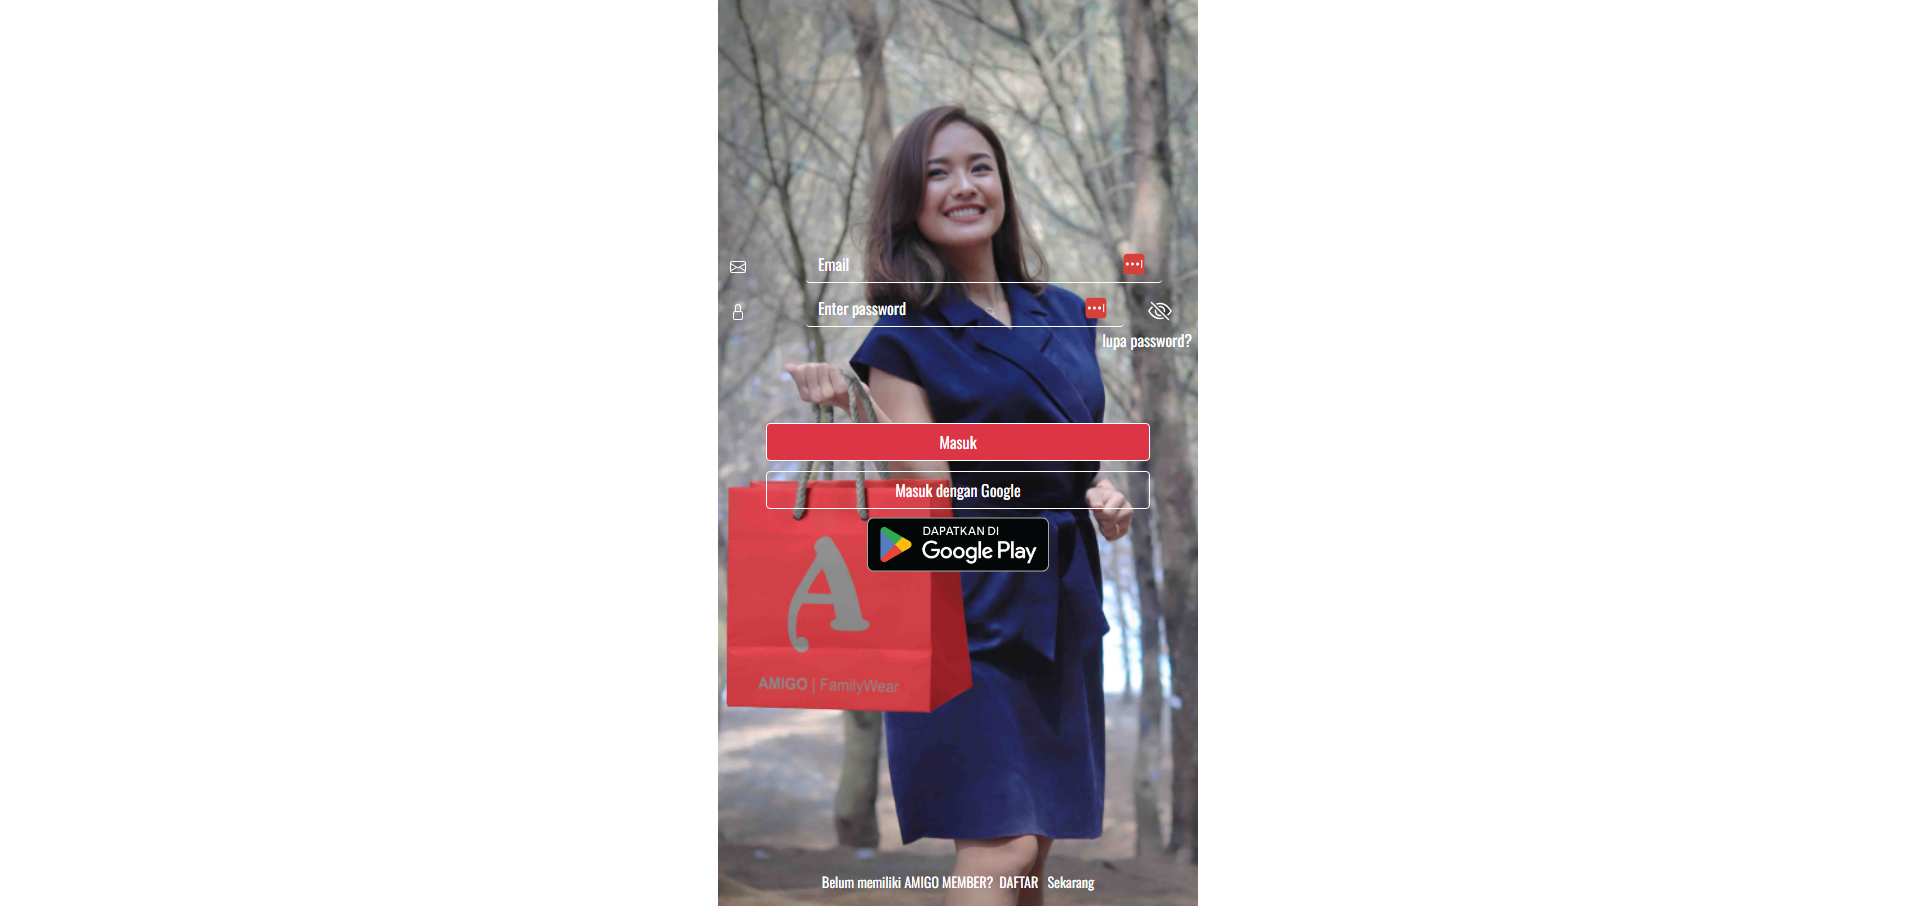 Email
Enter password
lupa password?
Masuk
Masuk dengan Google
DAPATKAN DI
Google Play
A
AMIGO | FamilyWear
Belum memiliki AMIGO MEMBER? DAFTAR Sekarang